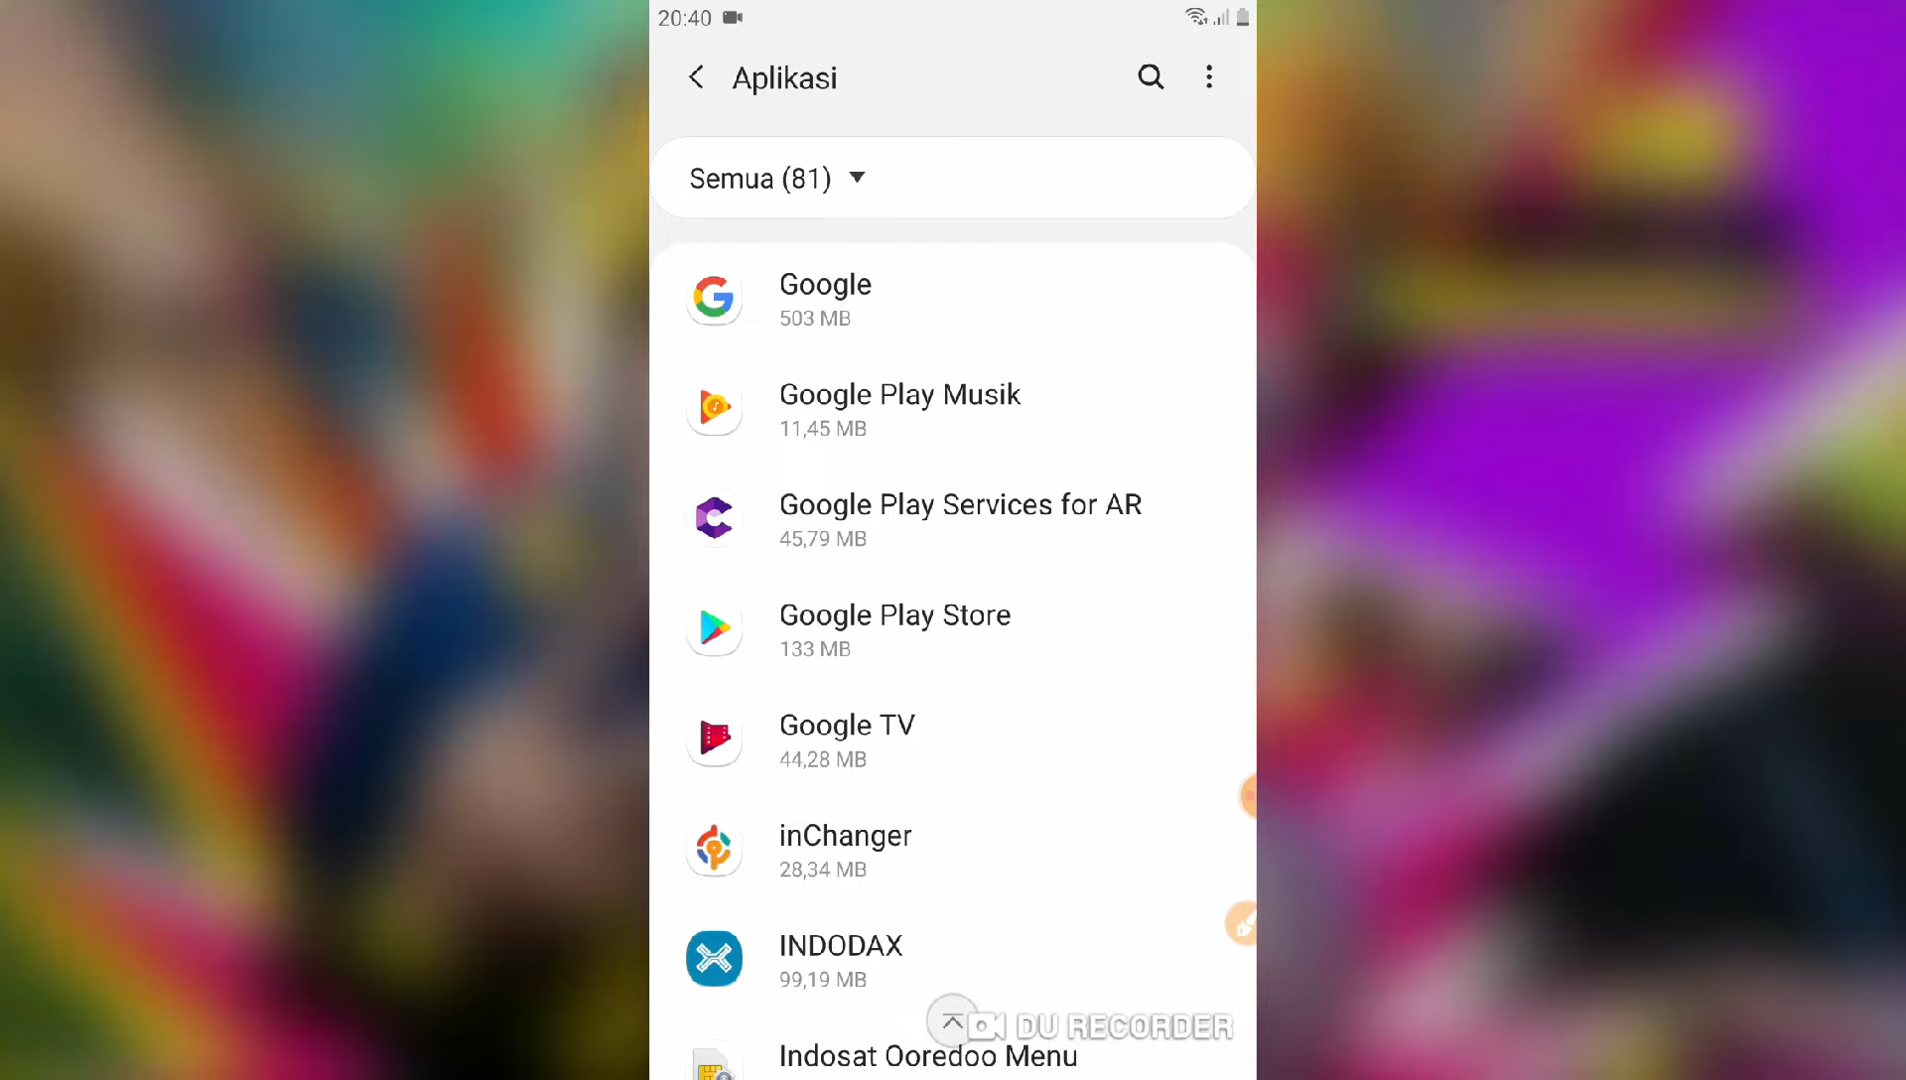 20:40
Aplikasi
Semua (81)
Google
503 MB
Google Play Musik
11,45 MB
Google Play Services for AR
45,79 MB
Google Play Store
133 MB
Google TV
44,28 MB
inChanger
28,34 MB
INDODAX
99,19 MB
DU RECORDER
Indosat Ooredoo Menu